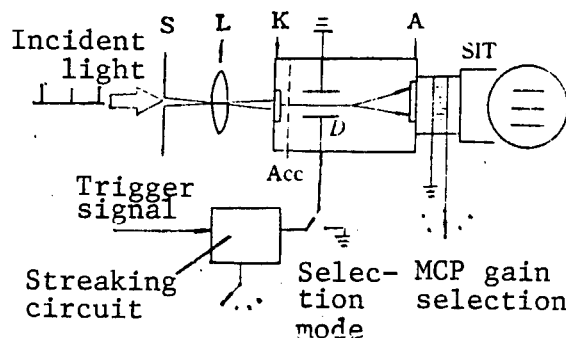 S L K A
SIT
Incident
light
D
Acc
Trigger
signal
Streaking
circuit
Selec-
tion
mode
MCP gain
selection